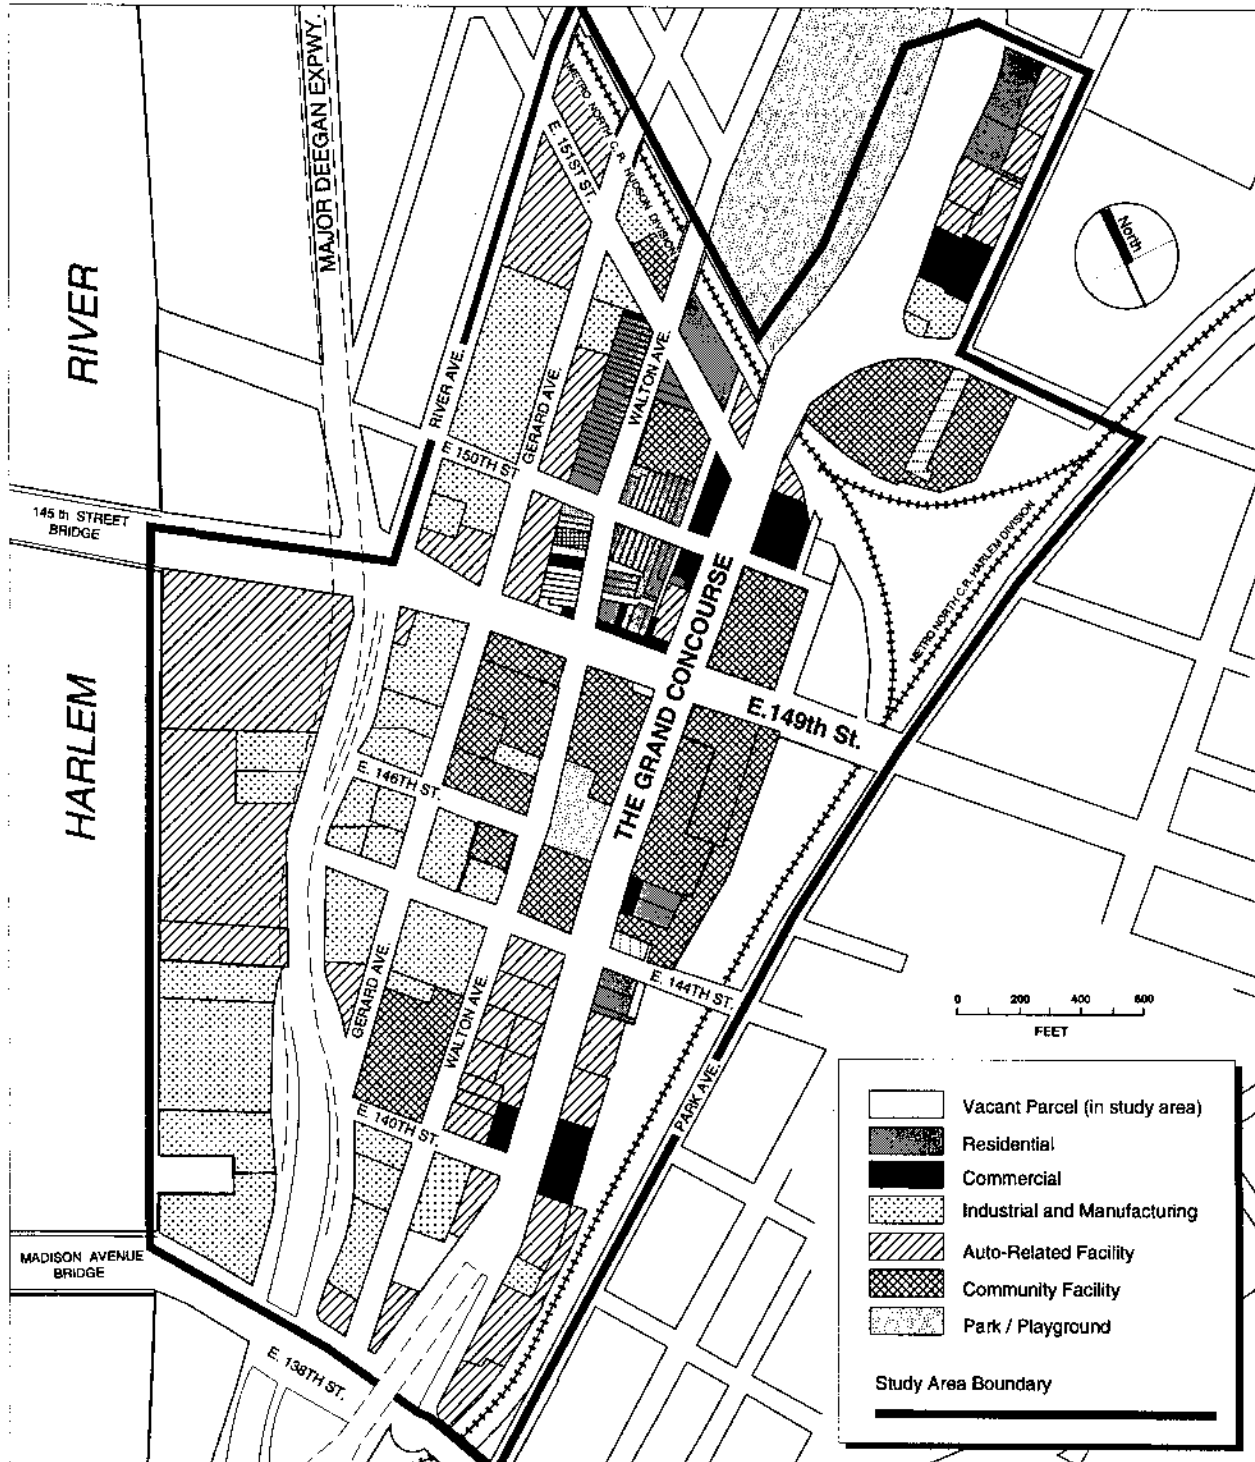 MAJOR DEEGAN EXPWY.
METRO NORTH C. R. HUDSON DIVISION
E. 151ST ST.
North
RIVER
RIVER AVE.
GERARD AVE.
WALTON AVE.
E. 150TH ST.
145 th STREET
BRIDGE
METRO NORTH C.R. HARLEM DIVISION
THE GRAND CONCOURSE
E. 149th St.
HARLEM
E. 146TH ST.
GERARD AVE.
WALTON AVE.
E. 144TH ST.
0 200 400 600
FEET
PARK AVE.
E. 140TH ST.
MADISON AVENUE
BRIDGE
E. 138TH ST.
Vacant Parcel (in study area)
Residential
Commercial
Industrial and Manufacturing
Auto-Related Facility
Community Facility
Park / Playground
Study Area Boundary